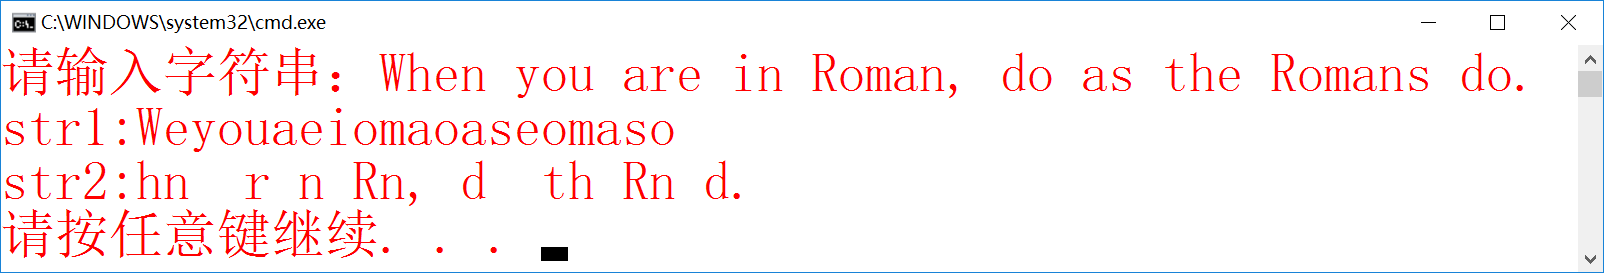 C:\WINDOWS\system32\cmd.exe
请输入字符串：When you are in Roman, do as the Romans do.
str1:Weyouaeiomaoaseomaso
str2:hn  r n Rn, d  th Rn d.
请按任意键继续. . .